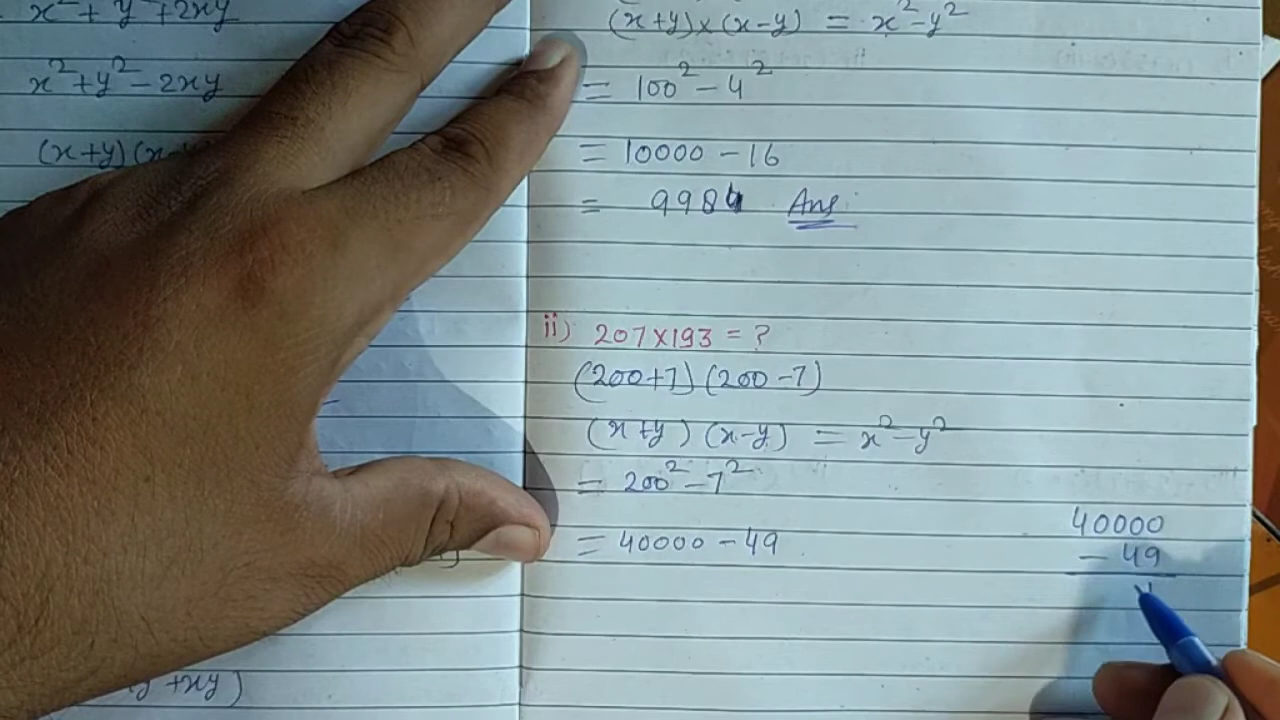 x²+y²+2xy
x²+y²-2xy
(x+y)
(x+y)×(x-y) = x²-y²
= 100²-4²
= 10000-16
= 9984 Ans
ii) 207×193 = ?
(200+7)(200-7)
(x+y)(x-y) = x²-y²
= 200²-7²
= 40000-49
40000
- 49
+xy)